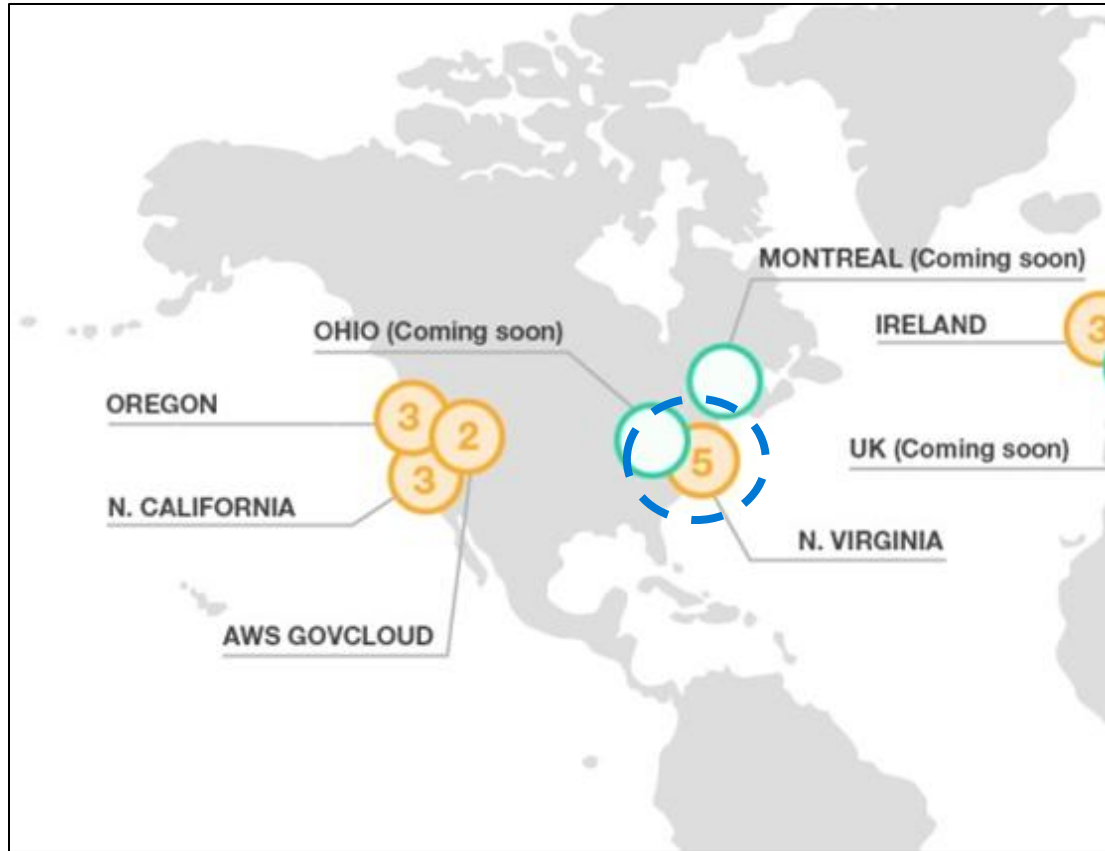 MONTREAL (Coming soon)
OHIO (Coming soon)
IRELAND
3
OREGON
3
2
UK (Coming soon)
5
3
N. CALIFORNIA
N. VIRGINIA
AWS GOVCLOUD